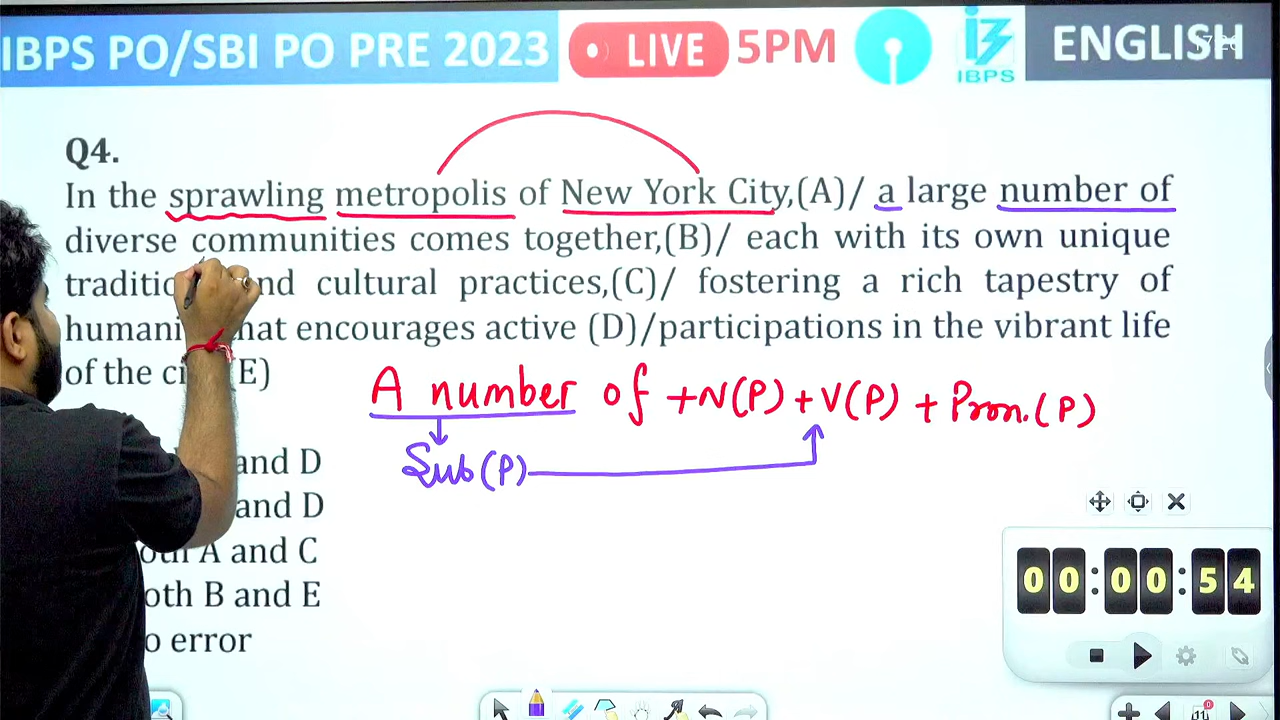 IBPS PO/SBI PO PRE 2023 LIVE 5PM IBPS ENGLISH
Q4.
In the sprawling metropolis of New York City,(A)/ a large number of
diverse communities comes together,(B)/ each with its own unique
and cultural practices,(C)/ fostering a rich tapestry of
encourages active (D)/participations in the vibrant life
of the E)
A number of +N(P) +V(P) + Pron.(P)
Sub(P)
and D
and D
A and C
B and E
error
00:00:54